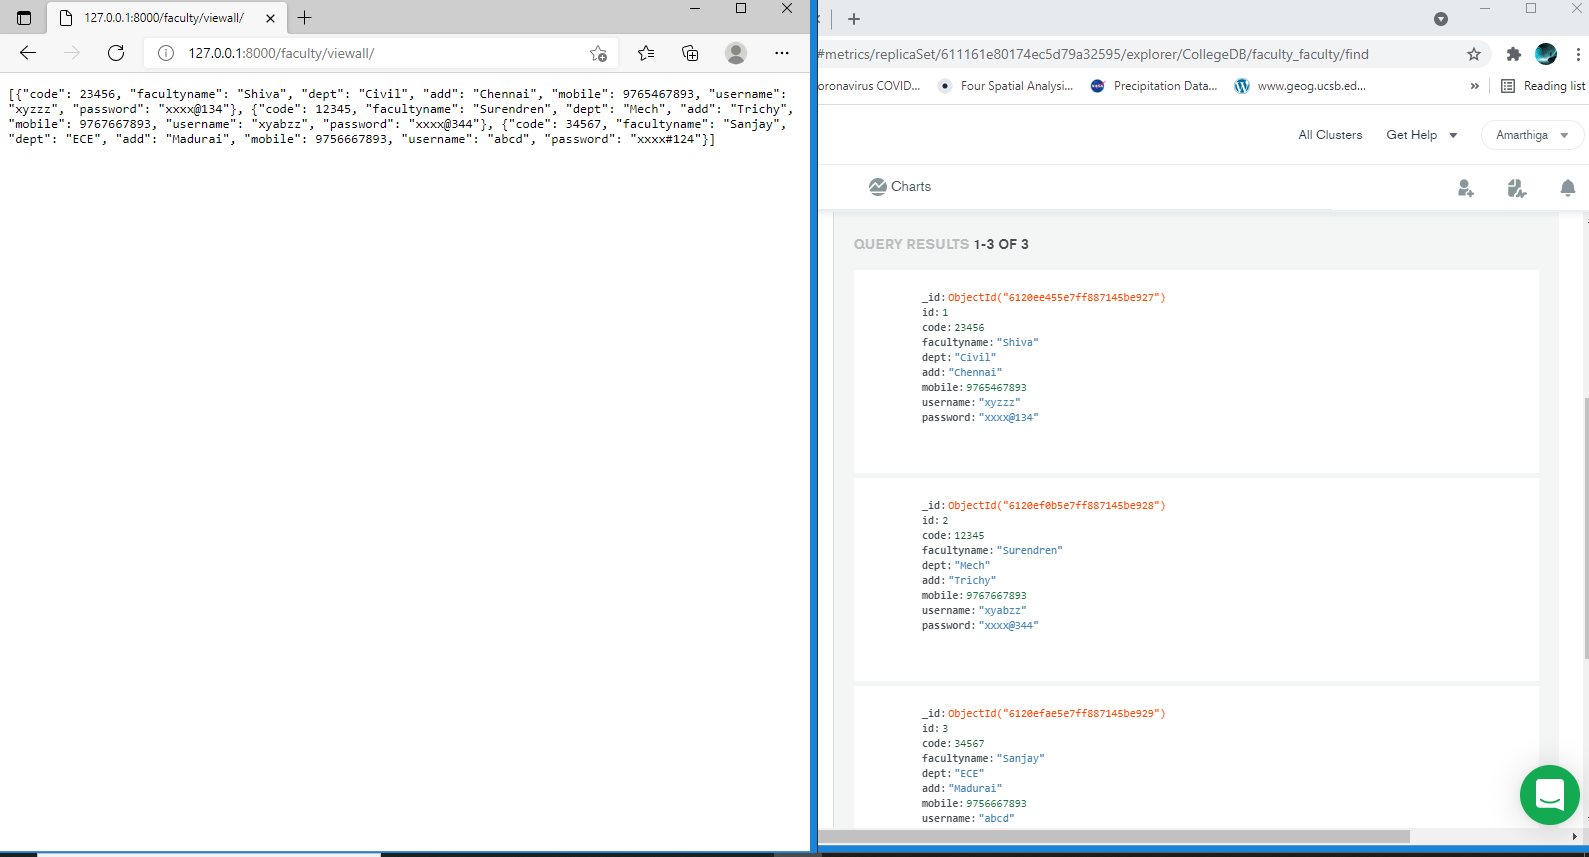 127.0.0.1:8000/faculty/viewall/
127.0.0.1:8000/faculty/viewall/
[{"code": 23456, "facultyname": "Shiva", "dept": "Civil", "add": "Chennai", "mobile": 9765467893, "username":
"xyzzz", "password": "xxxx@134"}, {"code": 12345, "facultyname": "Surendren", "dept": "Mech", "add": "Trichy",
"mobile": 9767667893, "username": "xyabzz", "password": "xxxx@344"}, {"code": 34567, "facultyname": "Sanjay",
"dept": "ECE", "add": "Madurai", "mobile": 9756667893, "username": "abcd", "password": "xxxx#124"}]
#metrics/replicaSet/611161e80174ec5d79a32595/explorer/CollegeDB/faculty_faculty/find
oronavirus COVID... Four Spatial Analysi... Precipitation Data... www.geog.ucsb.ed... » Reading list
All Clusters Get Help Amarthiga
Charts
QUERY RESULTS 1-3 OF 3
_id: ObjectId("6120ee455e7ff887145be927")
id: 1
code: 23456
facultyname: "Shiva"
dept: "Civil"
add: "Chennai"
mobile: 9765467893
username: "xyzzz"
password: "xxxx@134"
_id: ObjectId("6120ef0b5e7ff887145be928")
id: 2
code: 12345
facultyname: "Surendren"
dept: "Mech"
add: "Trichy"
mobile: 9767667893
username: "xyabzz"
password: "xxxx@344"
_id: ObjectId("6120efae5e7ff887145be929")
id: 3
code: 34567
facultyname: "Sanjay"
dept: "ECE"
add: "Madurai"
mobile: 9756667893
username: "abcd"